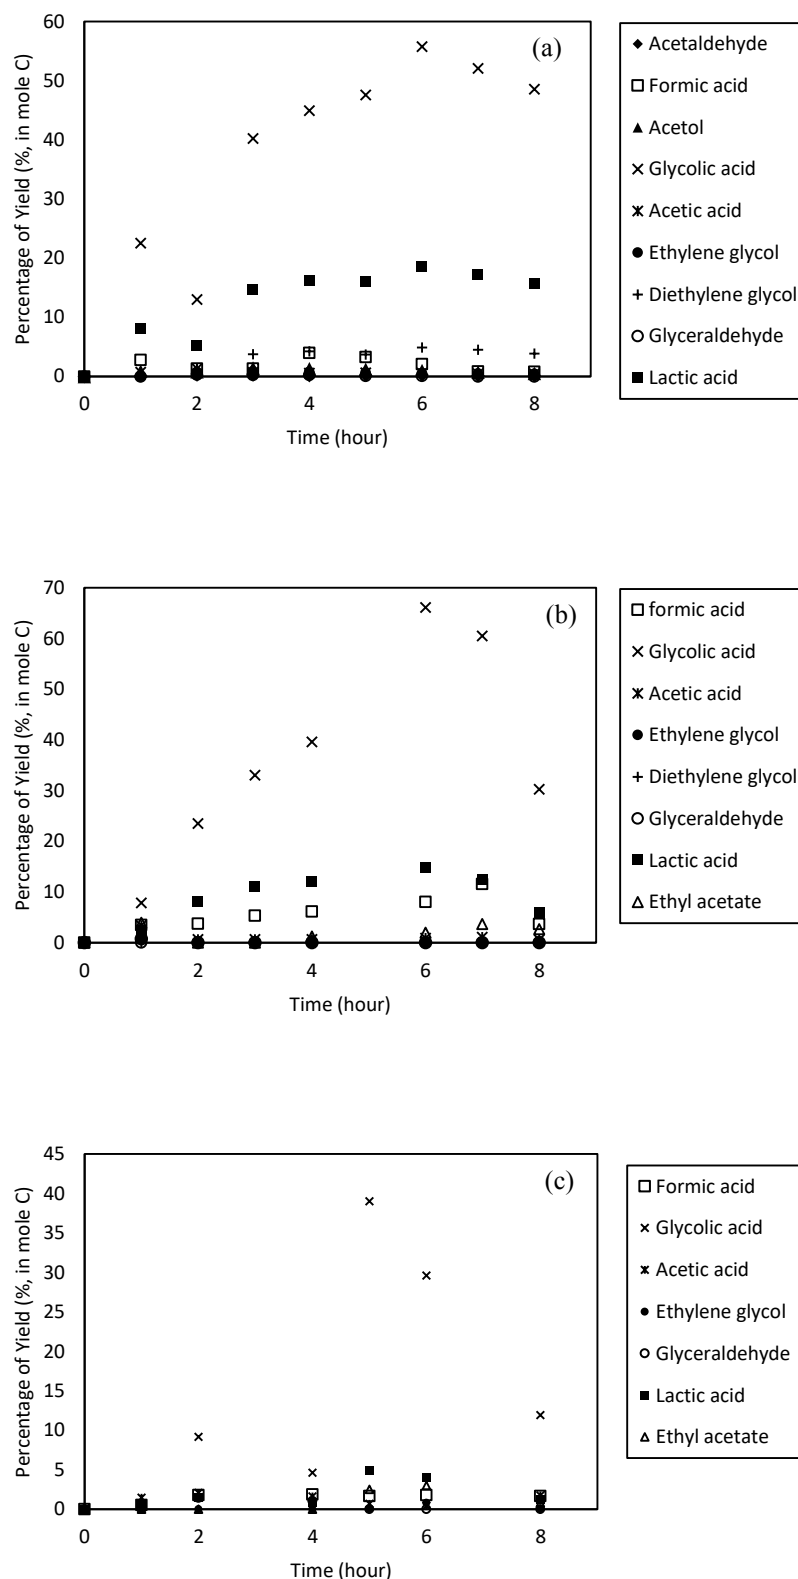 (a)
Percentage of Yield (%, in mole C)
60
50
40
30
20
10
0
0 2 4 6 8
Time (hour)
Acetaldehyde
Formic acid
Acetol
Glycolic acid
Acetic acid
Ethylene glycol
Diethylene glycol
Glyceraldehyde
Lactic acid
(b)
Percentage of Yield (%, in mole C)
70
60
50
40
30
20
10
0
0 2 4 6 8
Time (hour)
formic acid
Glycolic acid
Acetic acid
Ethylene glycol
Diethylene glycol
Glyceraldehyde
Lactic acid
Ethyl acetate
(c)
Percentage of Yield (%, in mole C)
45
40
35
30
25
20
15
10
5
0
0 2 4 6 8
Time (hour)
Formic acid
Glycolic acid
Acetic acid
Ethylene glycol
Glyceraldehyde
Lactic acid
Ethyl acetate